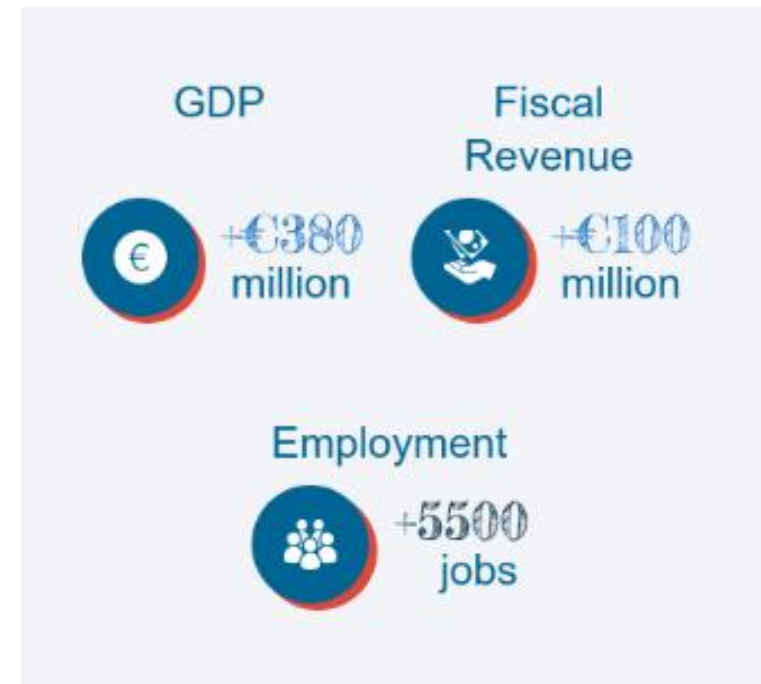 GDP
Fiscal
Revenue
€
+€380
million
+€100
million
Employment
+5500
jobs